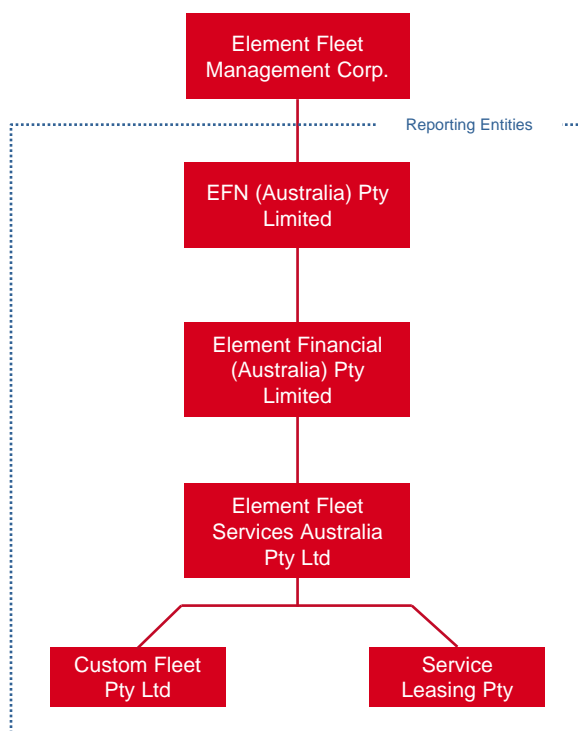 Element Fleet
Management Corp.
Reporting Entities
EFN (Australia) Pty
Limited
Element Financial
(Australia) Pty
Limited
Element Fleet
Services Australia
Pty Ltd
Custom Fleet
Pty Ltd
Service
Leasing Pty